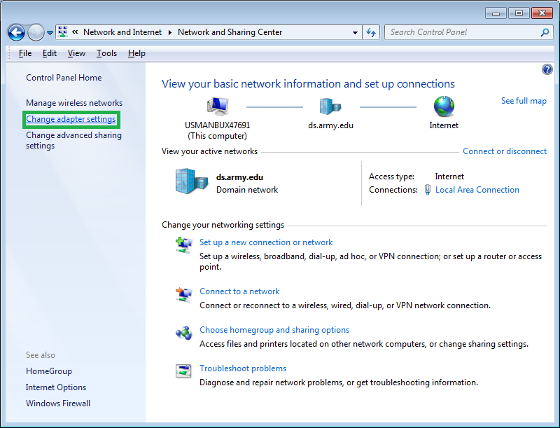 « Network and Internet ▸ Network and Sharing Center
Search Control Panel
File Edit View Tools Help
Control Panel Home
Manage wireless networks
Change adapter settings
Change advanced sharing
settings
See also
HomeGroup
Internet Options
Windows Firewall
View your basic network information and set up connections
See full map
USMANBUX47691
(This computer)
ds.army.edu
Internet
View your active networks
Connect or disconnect
ds.army.edu
Domain network
Access type: Internet
Connections: Local Area Connection
Change your networking settings
Set up a new connection or network
Set up a wireless, broadband, dial-up, ad hoc, or VPN connection; or set up a router or access
point.
Connect to a network
Connect or reconnect to a wireless, wired, dial-up, or VPN network connection.
Choose homegroup and sharing options
Access files and printers located on other network computers, or change sharing settings.
Troubleshoot problems
Diagnose and repair network problems, or get troubleshooting information.